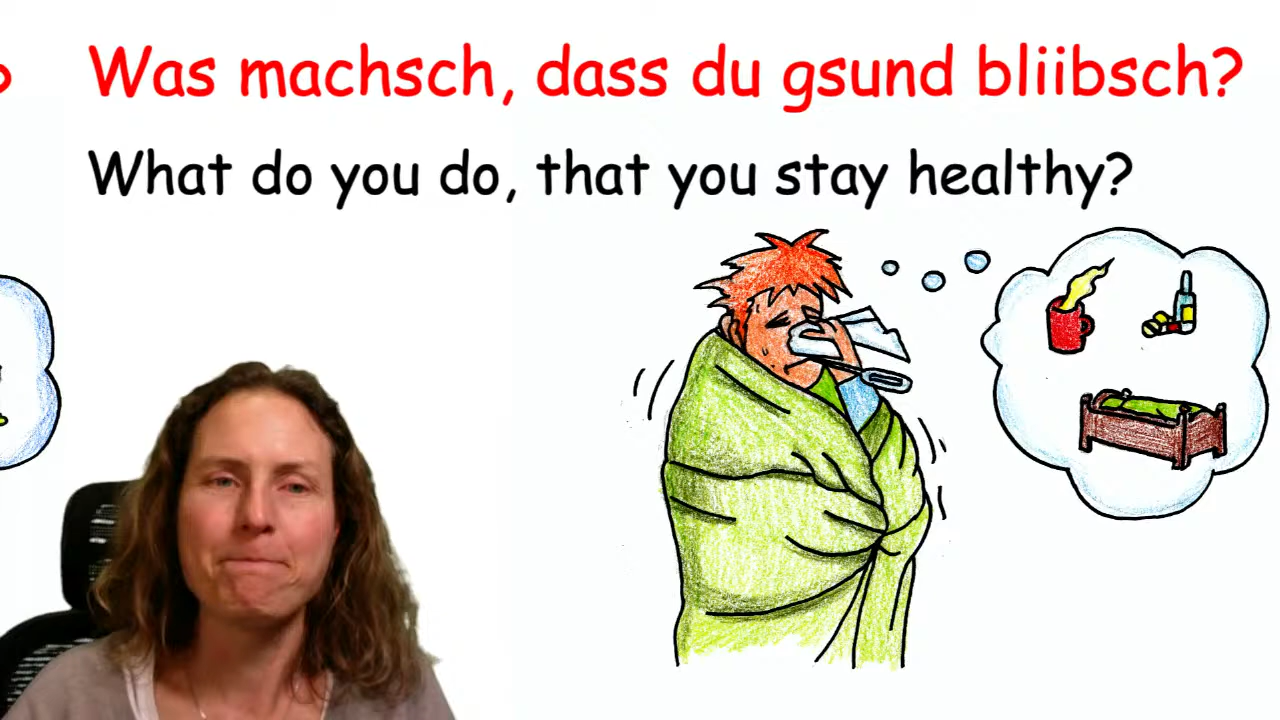 Was machsch, dass du gsund bliibsch?
What do you do, that you stay healthy?